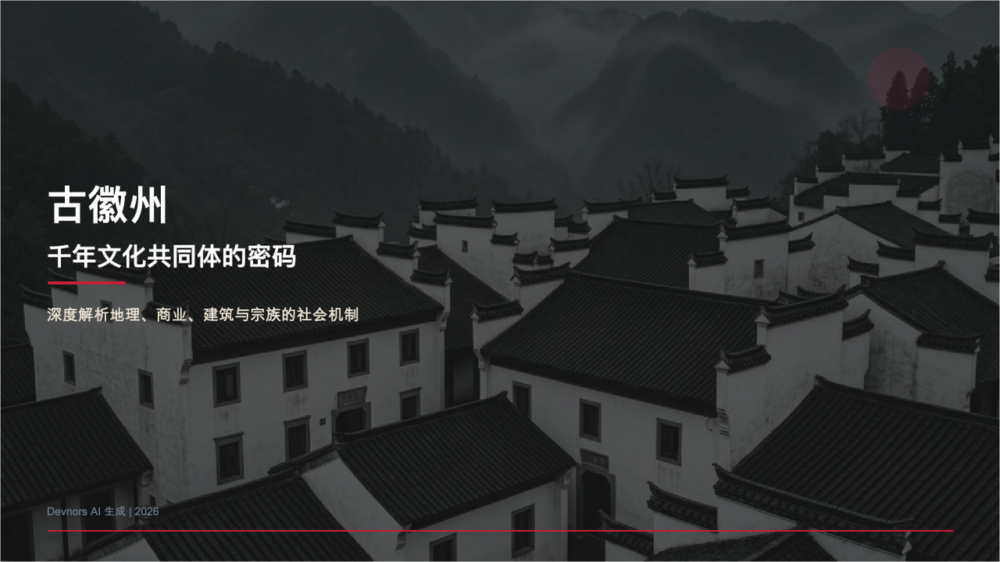 古徽州
千年文化共同体的密码
深度解析地理、商业、建筑与宗族的社会机制
Devnors AI 生成 | 2026